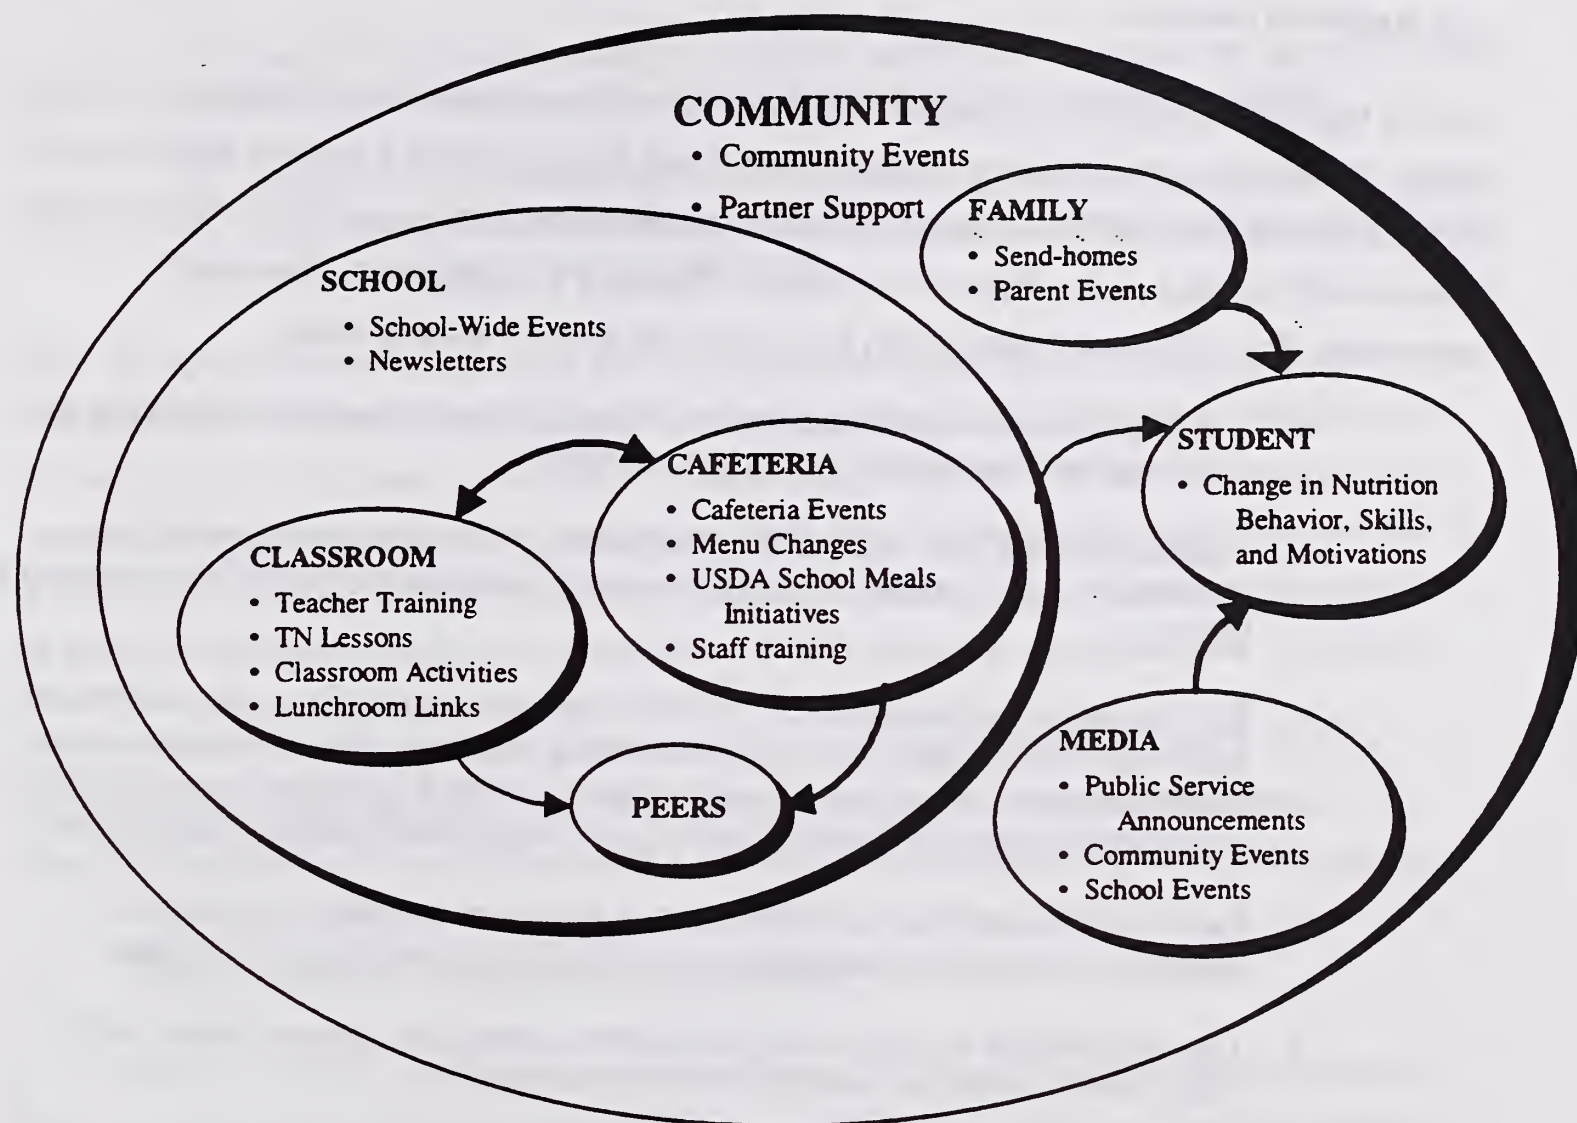 COMMUNITY
• Community Events
• Partner Support
FAMILY
• Send-homes
• Parent Events
SCHOOL
• School-Wide Events
• Newsletters
STUDENT
• Change in Nutrition
Behavior, Skills,
and Motivations
CAFETERIA
• Cafeteria Events
• Menu Changes
• USDA School Meals
Initiatives
• Staff training
CLASSROOM
• Teacher Training
• TN Lessons
• Classroom Activities
• Lunchroom Links
PEERS
MEDIA
• Public Service
Announcements
• Community Events
• School Events